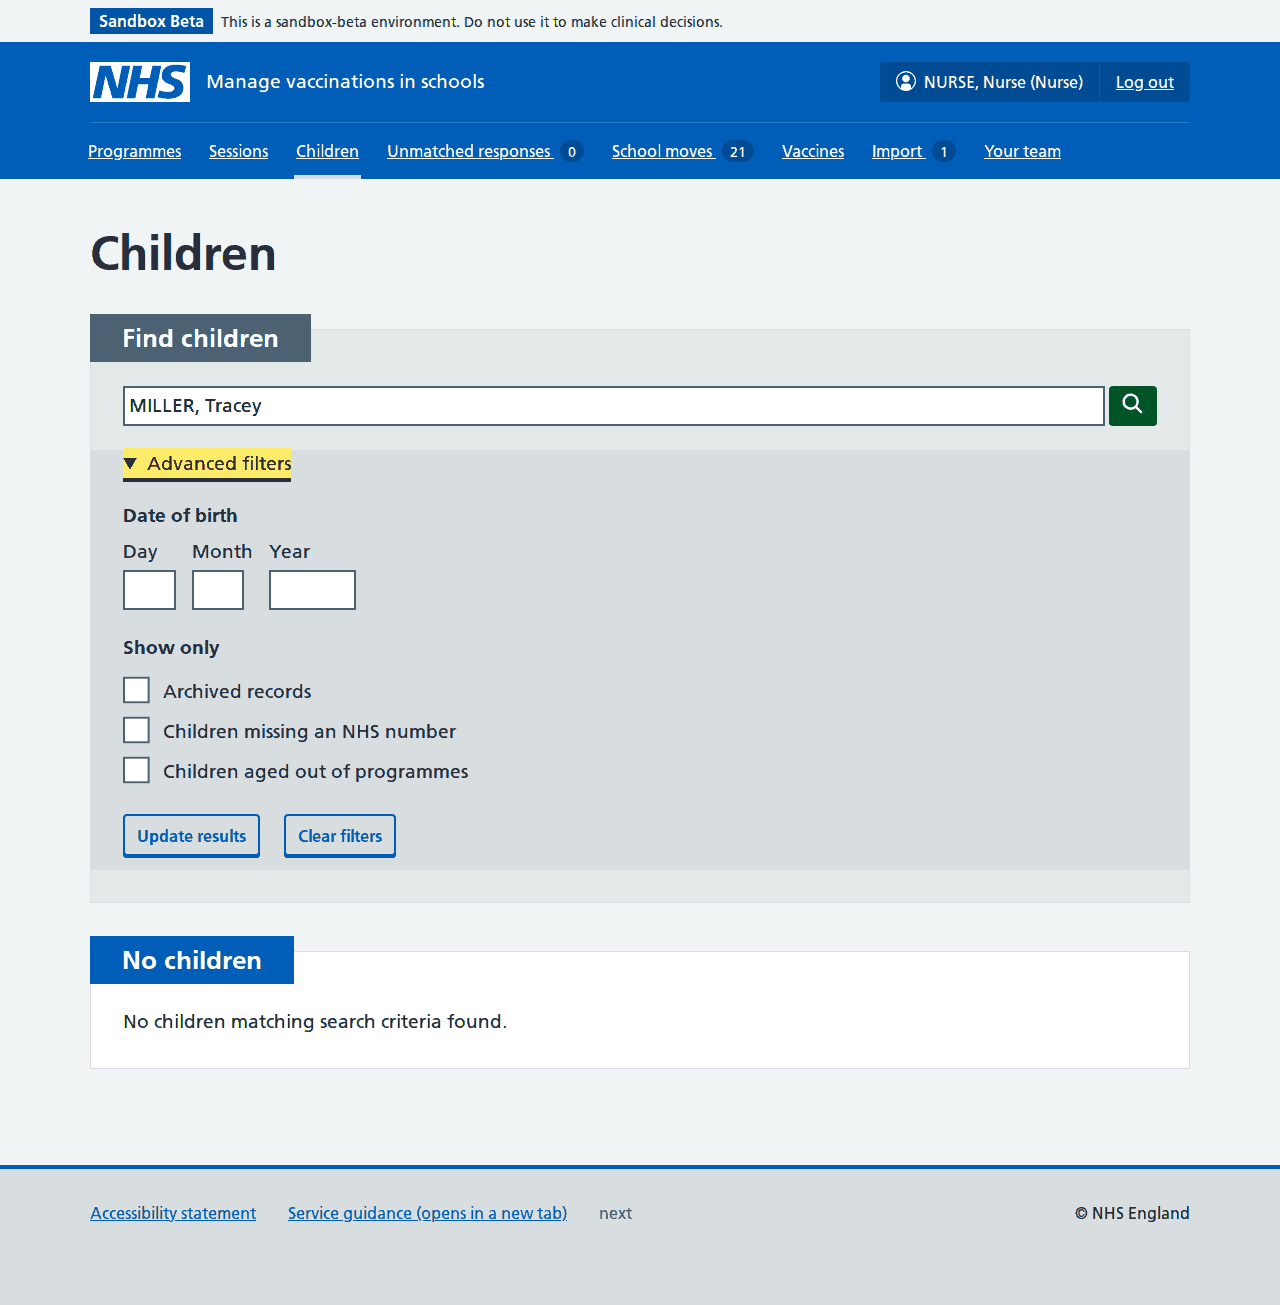 Sandbox Beta This is a sandbox-beta environment. Do not use it to make clinical decisions.
NHS Manage vaccinations in schools NURSE, Nurse (Nurse) Log out
Programmes Sessions Children Unmatched responses 0 School moves 21 Vaccines Import 1 Your team
Children
Find children
MILLER, Tracey
Advanced filters
Date of birth
Day Month Year
Show only
Archived records
Children missing an NHS number
Children aged out of programmes
Update results Clear filters
No children
No children matching search criteria found.
Accessibility statement Service guidance (opens in a new tab) next © NHS England